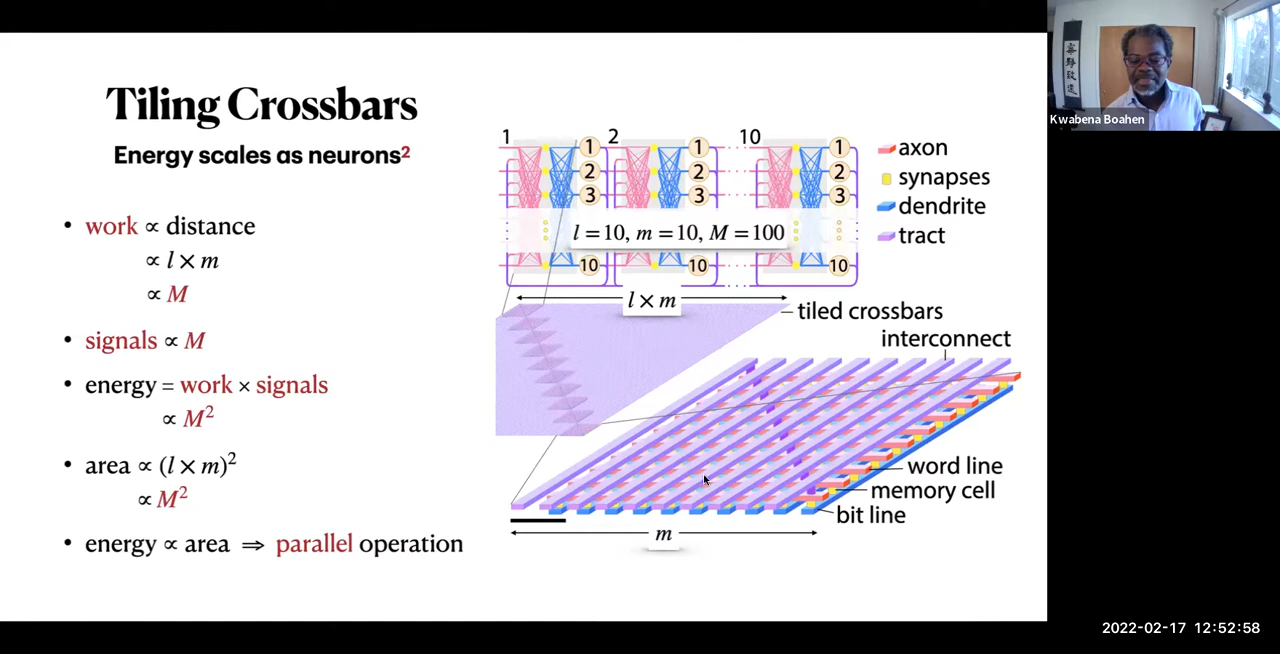 Tiling Crossbars
Energy scales as neurons²
• work ∝ distance
∝ l × m
∝ M
• signals ∝ M
• energy = work × signals
∝ M²
• area ∝ (l × m)²
∝ M²
• energy ∝ area ⇒ parallel operation
1 2 10
1 1 1
2 2 2
3 3 3
l = 10, m = 10, M = 100
10 10 10
l × m
axon
synapses
dendrite
tract
tiled crossbars
interconnect
word line
memory cell
bit line
m
Kwabena Boahen
2022-02-17 12:52:58